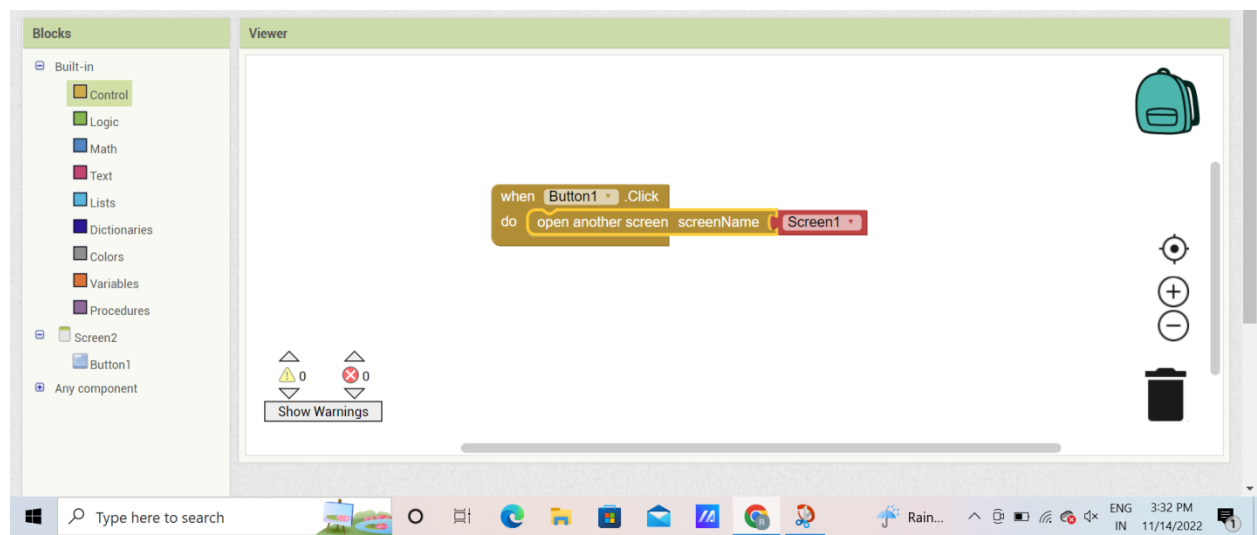 Blocks
Viewer
Built-in
Control
Logic
Math
Text
Lists
Dictionaries
Colors
Variables
Procedures
Screen2
Button1
Any component
when Button1 .Click
do open another screen screenName Screen1
0 0
Show Warnings
Type here to search
Rain...
ENG
IN
3:32 PM
11/14/2022
1